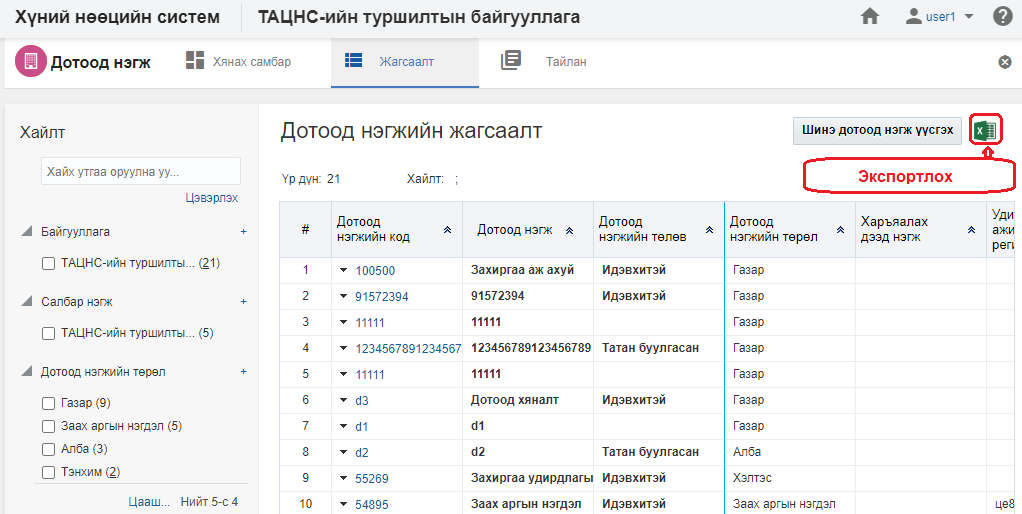 Хүний нөөцийн систем ТАЦНС-ийн туршилтын байгууллага user1
Дотоод нэгж Хянах самбар Жагсаалт Тайлан
Хайлт
Хайх утгаа оруулна уу...
Цэвэрлэх
Байгууллага +
ТАЦНС-ийн туршилты... (21)
Салбар нэгж +
ТАЦНС-ийн туршилты... (5)
Дотоод нэгжийн төрөл +
Газар (9)
Заах аргын нэгдэл (5)
Алба (3)
Тэнхим (2)
Цааш... Нийт 5-с 4
Дотоод нэгжийн жагсаалт
Шинэ дотоод нэгж үүсгэх
Экспортлох
Үр дүн: 21 Хайлт: ;
# Дотоод нэгжийн код Дотоод нэгж Дотоод нэгжийн төлөв Дотоод нэгжийн төрөл Харъяалах дээд нэгж Уди ажи реги
1 100500 Захиргаа аж ахуй Идэвхитэй Газар
2 91572394 91572394 Идэвхитэй Газар
3 11111 11111 Газар
4 1234567891234567 123456789123456789 Татан буулгасан Газар
5 11111 11111 Газар
6 d3 Дотоод хяналт Идэвхитэй Газар
7 d1 d1 Газар
8 d2 d2 Татан буулгасан Алба
9 55269 Захиргаа удирдлагы Идэвхитэй Хэлтэс
10 54895 Заах аргын нэгдэл Идэвхитэй Заах аргын нэгдэл це8